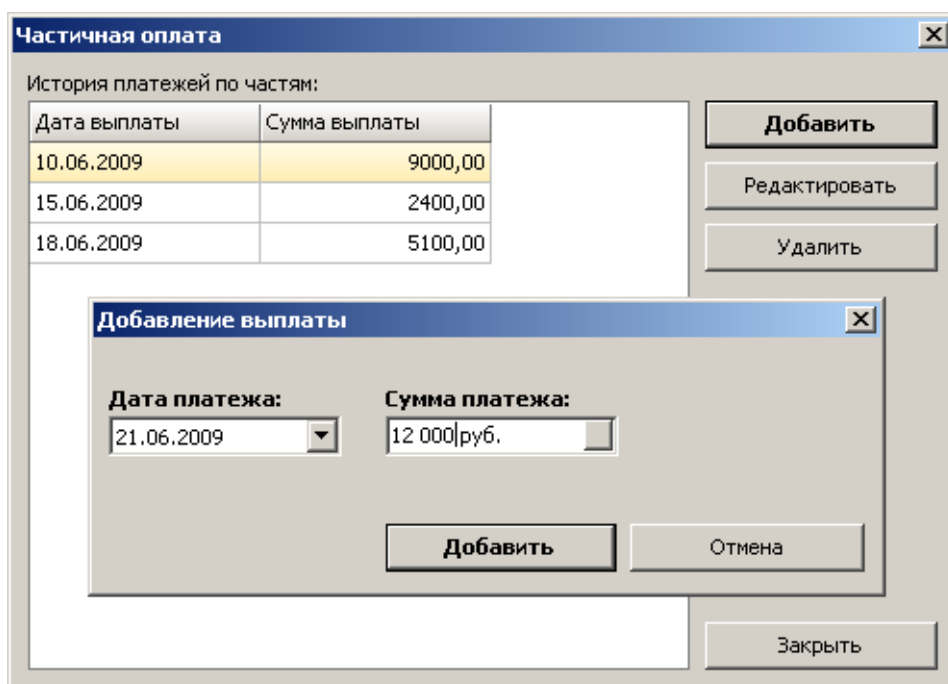 Частичная оплата
История платежей по частям:
Дата выплаты Сумма выплаты
10.06.2009 9000,00
15.06.2009 2400,00
18.06.2009 5100,00
Добавить
Редактировать
Удалить
Добавление выплаты
Дата платежа: Сумма платежа:
21.06.2009 12 000 руб.
Добавить Отмена
Закрыть